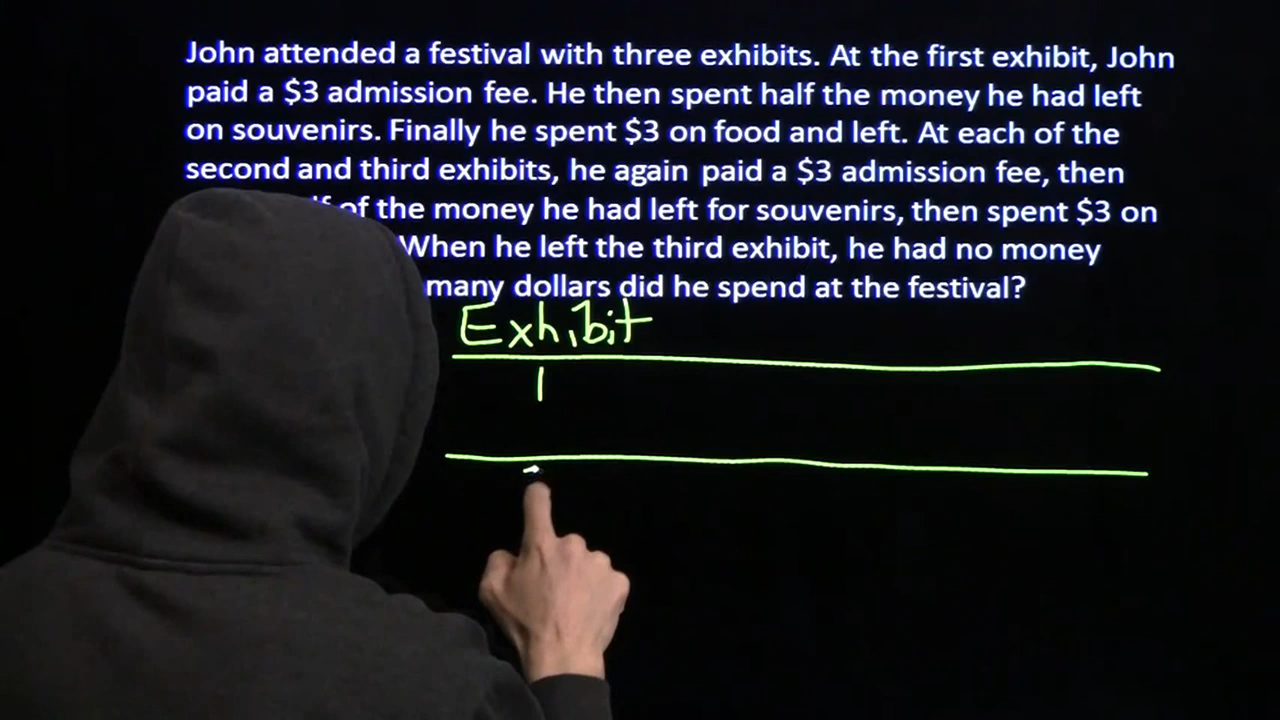 John attended a festival with three exhibits. At the first exhibit, John
paid a $3 admission fee. He then spent half the money he had left
on souvenirs. Finally he spent $3 on food and left. At each of the
second and third exhibits, he again paid a $3 admission fee, then
of the money he had left for souvenirs, then spent $3 on
When he left the third exhibit, he had no money
many dollars did he spend at the festival?
Exhibit
1